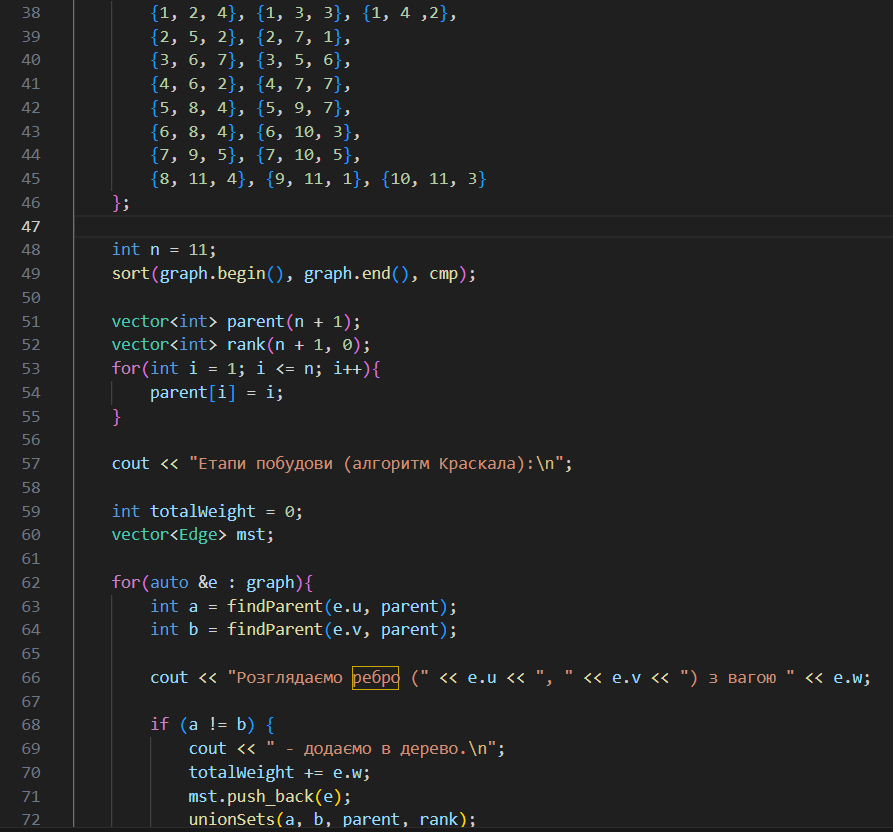 38 {1, 2, 4}, {1, 3, 3}, {1, 4 ,2},
39 {2, 5, 2}, {2, 7, 1},
40 {3, 6, 7}, {3, 5, 6},
41 {4, 6, 2}, {4, 7, 7},
42 {5, 8, 4}, {5, 9, 7},
43 {6, 8, 4}, {6, 10, 3},
44 {7, 9, 5}, {7, 10, 5},
45 {8, 11, 4}, {9, 11, 1}, {10, 11, 3}
46 };
47
48 int n = 11;
49 sort(graph.begin(), graph.end(), cmp);
50
51 vector<int> parent(n + 1);
52 vector<int> rank(n + 1, 0);
53 for(int i = 1; i <= n; i++){
54 parent[i] = i;
55 }
56
57 cout << "Етапи побудови (алгоритм Краскала):\n";
58
59 int totalWeight = 0;
60 vector<Edge> mst;
61
62 for(auto &e : graph){
63 int a = findParent(e.u, parent);
64 int b = findParent(e.v, parent);
65
66 cout << "Розглядаємо ребро (" << e.u << ", " << e.v << ") з вагою " << e.w;
67
68 if (a != b) {
69 cout << " - додаємо в дерево.\n";
70 totalWeight += e.w;
71 mst.push_back(e);
72 unionSets(a, b, parent, rank);